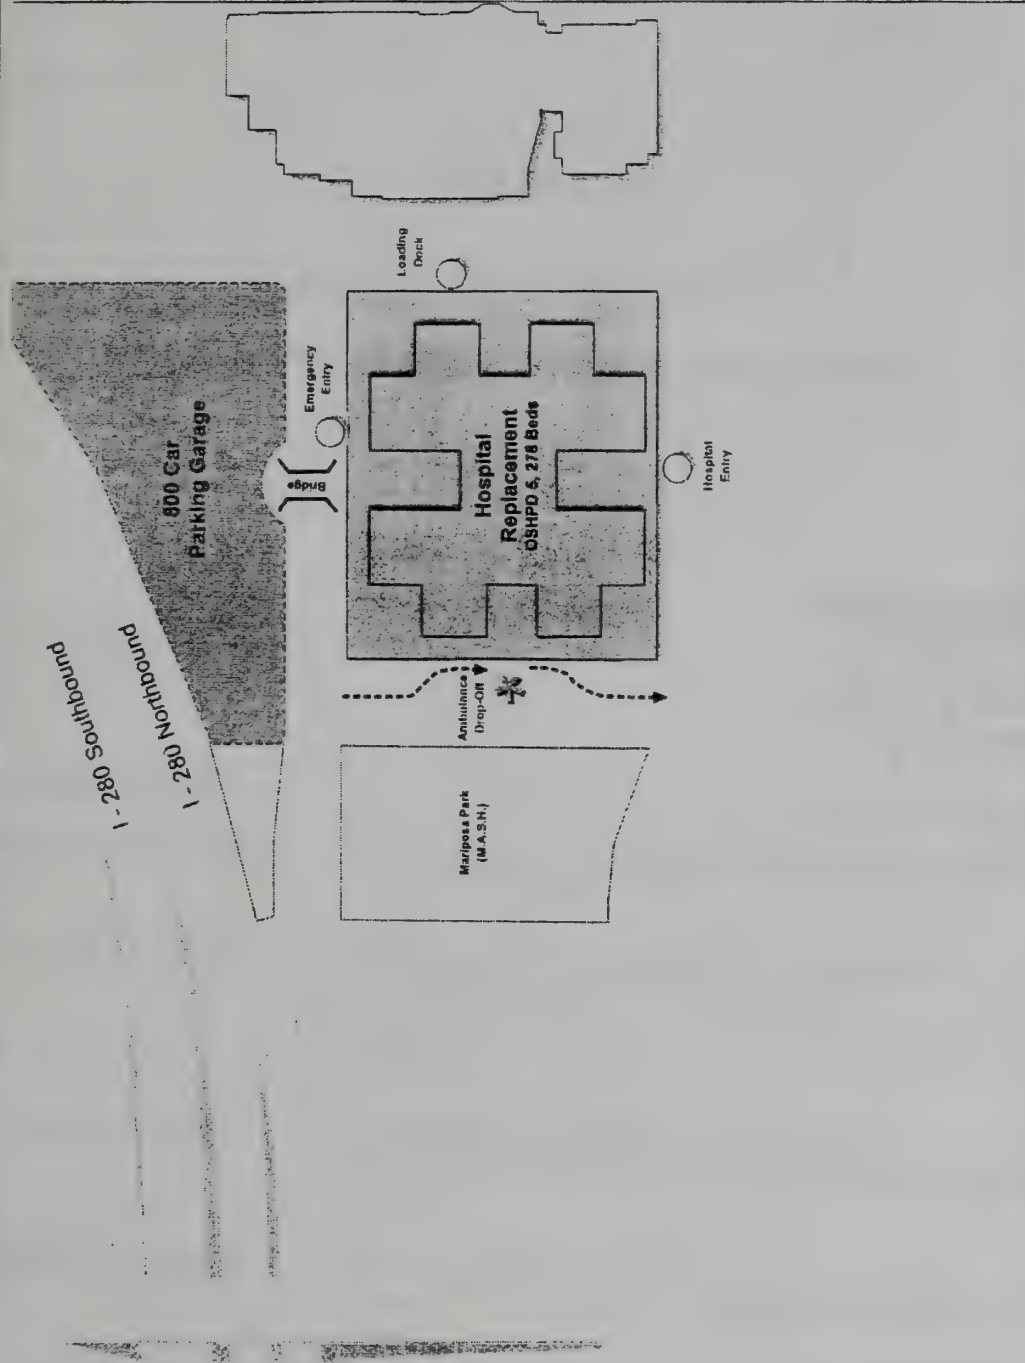 I - 280 Southbound
I - 280 Northbound
800 Car
Parking Garage
Bridge
Emergency
Entry
Loading
Dock
Hospital
Replacement
OSHPD 5, 278 Beds
Hospital
Entry
Ambulance
Drop-Off
Mariposa Park
(M.A.S.H.)